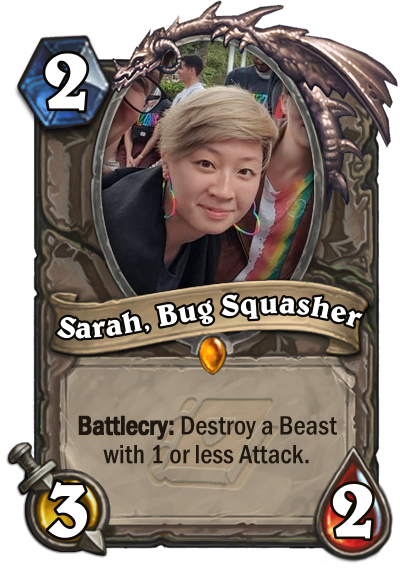 2
Sarah, Bug Squasher
Battlecry: Destroy a Beast
with 1 or less Attack.
3
2